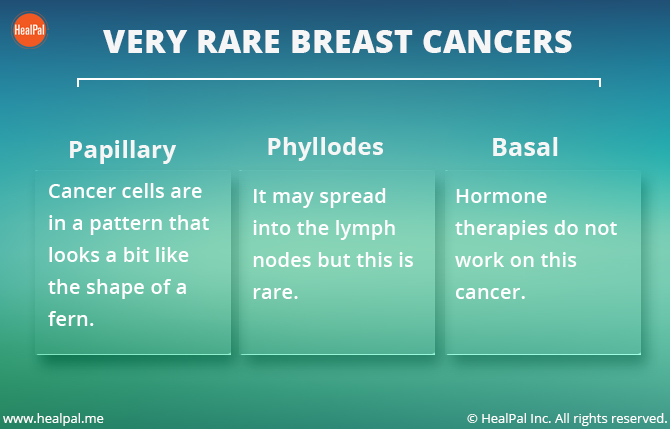 HealPal
VERY RARE BREAST CANCERS
Papillary
Cancer cells are
in a pattern that
looks a bit like
the shape of a
fern.
Phyllodes
It may spread
into the lymph
nodes but this is
rare.
Basal
Hormone
therapies do not
work on this
cancer.
www.healpal.me
© HealPal Inc. All rights reserved.